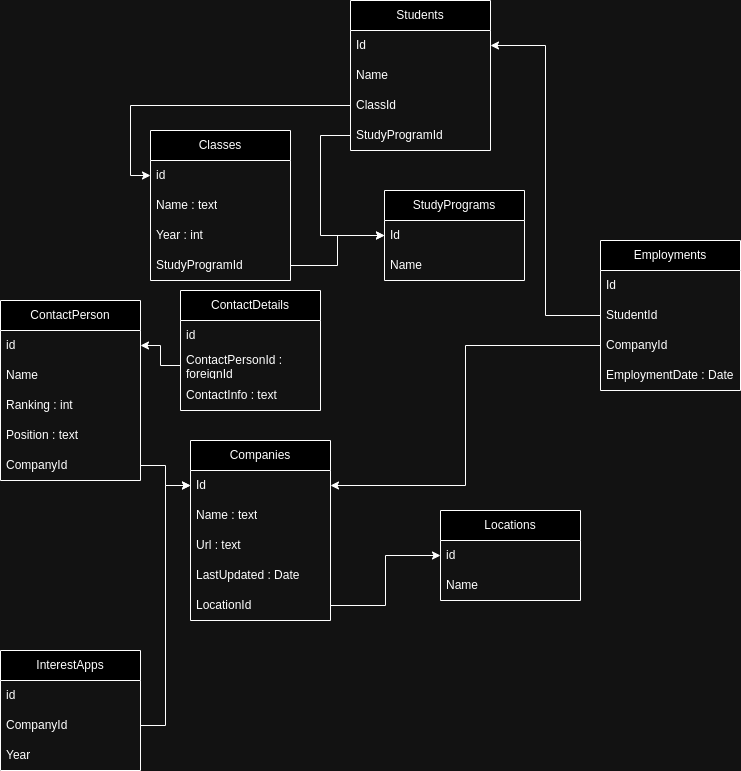 Students
Id
Name
ClassId
StudyProgramId
Classes
id
Name : text
Year : int
StudyProgramId
StudyPrograms
Id
Name
Employments
Id
StudentId
CompanyId
EmploymentDate : Date
ContactPerson
id
Name
Ranking : int
Position : text
CompanyId
ContactDetails
id
ContactPersonId :
foreignId
ContactInfo : text
Companies
Id
Name : text
Url : text
LastUpdated : Date
LocationId
Locations
id
Name
InterestApps
id
CompanyId
Year